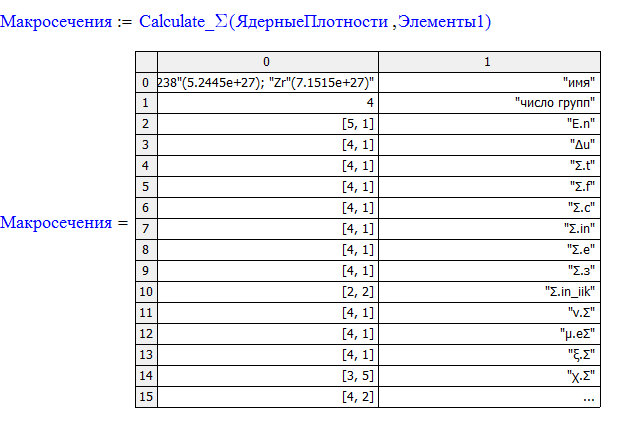 Макросечения := Calculate_Σ(ЯдерныеПлотности ,Элементы1)
0 1
0 238"(5.2445e+27); "Zr"(7.1515e+27)" "имя"
1 4 "число групп"
2 [5, 1] "E.n"
3 [4, 1] "Δu"
4 [4, 1] "Σ.t"
5 [4, 1] "Σ.f"
6 [4, 1] "Σ.c"
Макросечения =
7 [4, 1] "Σ.in"
8 [4, 1] "Σ.e"
9 [4, 1] "Σ.з"
10 [2, 2] "Σ.in_iik"
11 [4, 1] "ν.Σ"
12 [4, 1] "μ.eΣ"
13 [4, 1] "ξ.Σ"
14 [3, 5] "χ.Σ"
15 [4, 2] ...